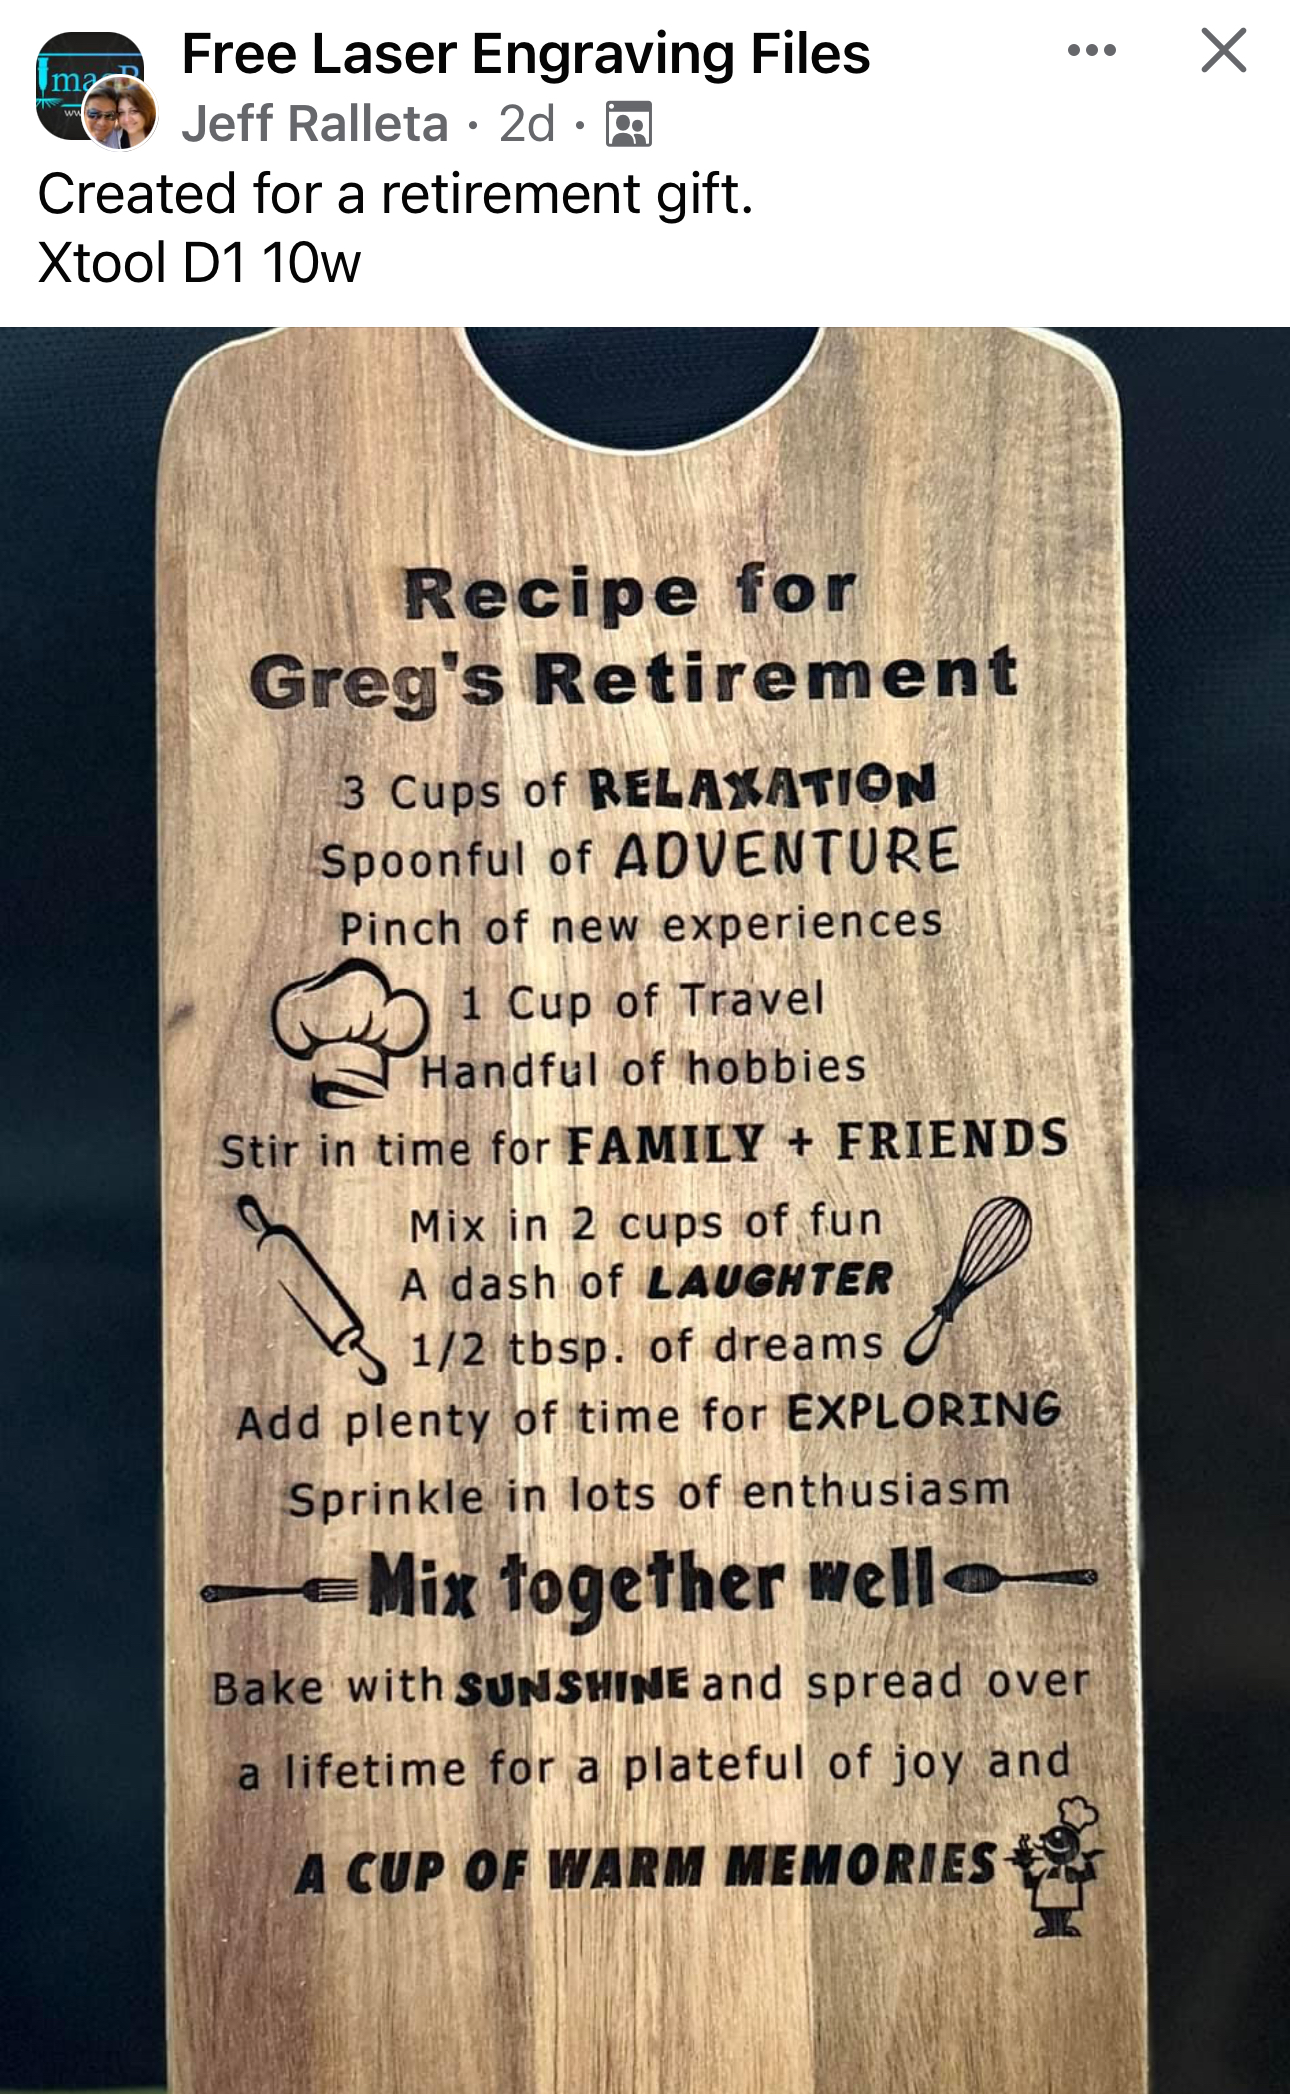 Free Laser Engraving Files
Jeff Ralleta · 2d ·
Created for a retirement gift.
Xtool D1 10w
Recipe for
Greg's Retirement
3 Cups of RELAXATION
Spoonful of ADVENTURE
Pinch of new experiences
1 Cup of Travel
Handful of hobbies
Stir in time for FAMILY + FRIENDS
Mix in 2 cups of fun
A dash of LAUGHTER
1/2 tbsp. of dreams
Add plenty of time for EXPLORING
Sprinkle in lots of enthusiasm
Mix together well
Bake with SUNSHINE and spread over
a lifetime for a plateful of joy and
A CUP OF WARM MEMORIES